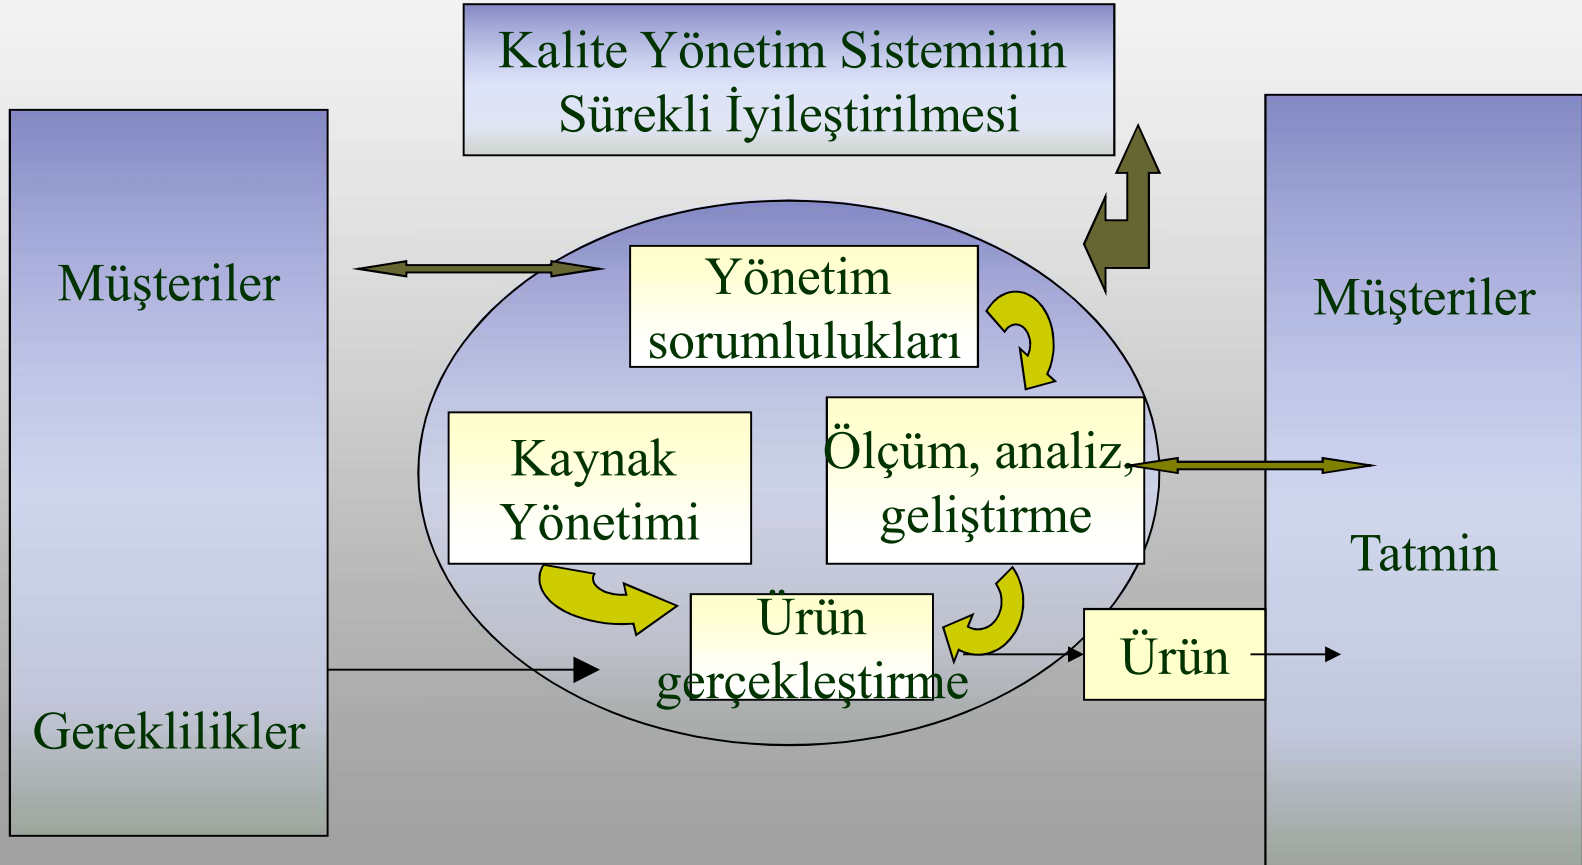 Kalite Yönetim Sisteminin
Sürekli İyileştirilmesi
Müşteriler
Gereklilikler
Yönetim
sorumlulukları
Kaynak
Yönetimi
Ölçüm, analiz,
geliştirme
Ürün
gerçekleştirme
Ürün
Müşteriler
Tatmin